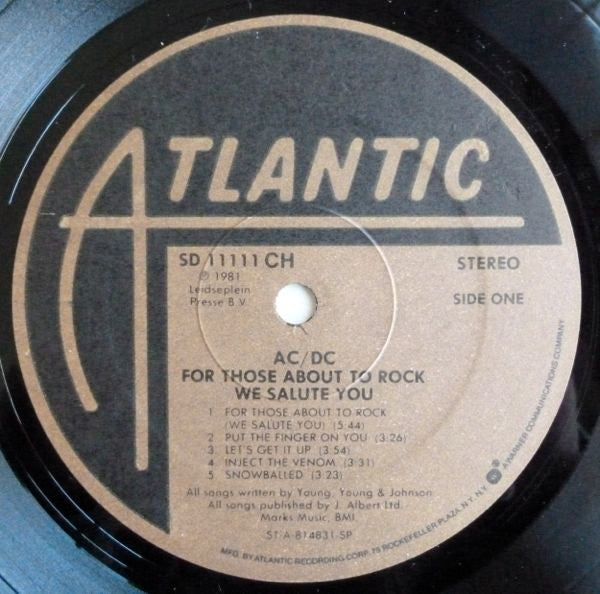 ATLANTIC
SD 11111 CH
STEREO
℗ 1981
Leidseplein
Presse B.V.
SIDE ONE
AC/DC
FOR THOSE ABOUT TO ROCK
WE SALUTE YOU
1 FOR THOSE ABOUT TO ROCK
(WE SALUTE YOU) (5:44)
2 PUT THE FINGER ON YOU (3:26)
3 LET'S GET IT UP (3:54)
4 INJECT THE VENOM (3:31)
5 SNOWBALLED (3:23)
All songs written by Young, Young & Johnson.
All songs published by J. Albert Ltd.
Marks Music, BMI
ST-A-814831-SP
MFG. BY ATLANTIC RECORDING CORP. 75 ROCKEFELLER PLAZA, N.Y. N.Y. A WARNER COMMUNICATIONS COMPANY